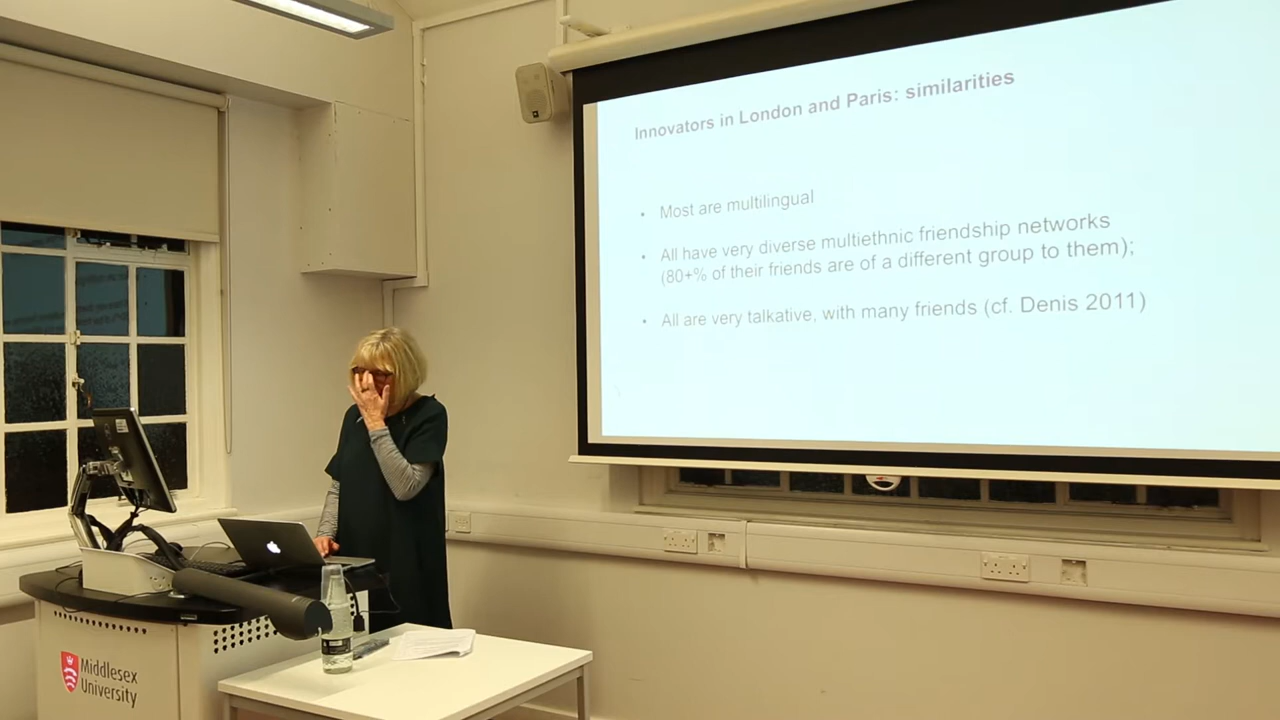 Innovators in London and Paris: similarities
• Most are multilingual
• All have very diverse multiethnic friendship networks
(80+% of their friends are of a different group to them);
• All are very talkative, with many friends (cf. Denis 2011)
Middlesex
University